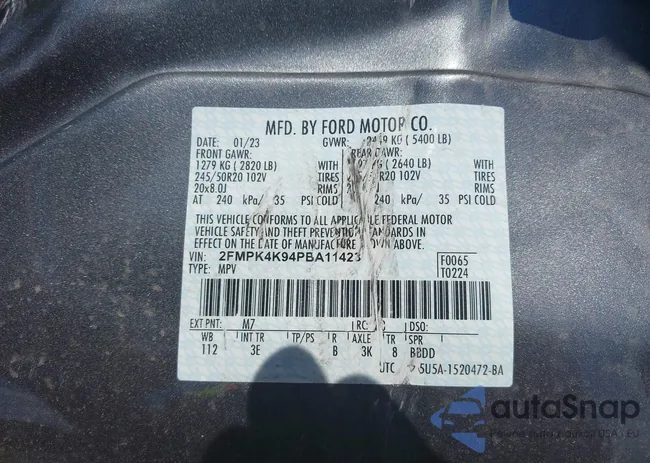 MFD. BY FORD MOTOR CO.
DATE: 01/23 GVWR: KG ( 5400 LB)
FRONT GAWR: REAR GAWR:
1279 KG ( 2820 LB) WITH KG ( 2640 LB) WITH
245/50R20 102V TIRES R20 102V TIRES
20x8.0J RIMS RIMS
AT 240 kPa/ 35 PSI COLD 240 kPa/ 35 PSI COLD
THIS VEHICLE CONFORMS TO ALL APPLICABLE FEDERAL MOTOR
VEHICLE SAFETY AND THEFT PREVENTION STANDARDS IN
EFFECT ON THE DATE OF MANUFACTURE SHOWN ABOVE.
VIN: 2FMPK4K94PBA11423 F0065
TYPE: MPV T0224
EXT PNT: M7 RC: DSO:
WB INT TR TP/PS R AXLE TR SPR
112 3E B 3K 8 BBDD
UTC 5U5A-1520472-BA
autoSnap